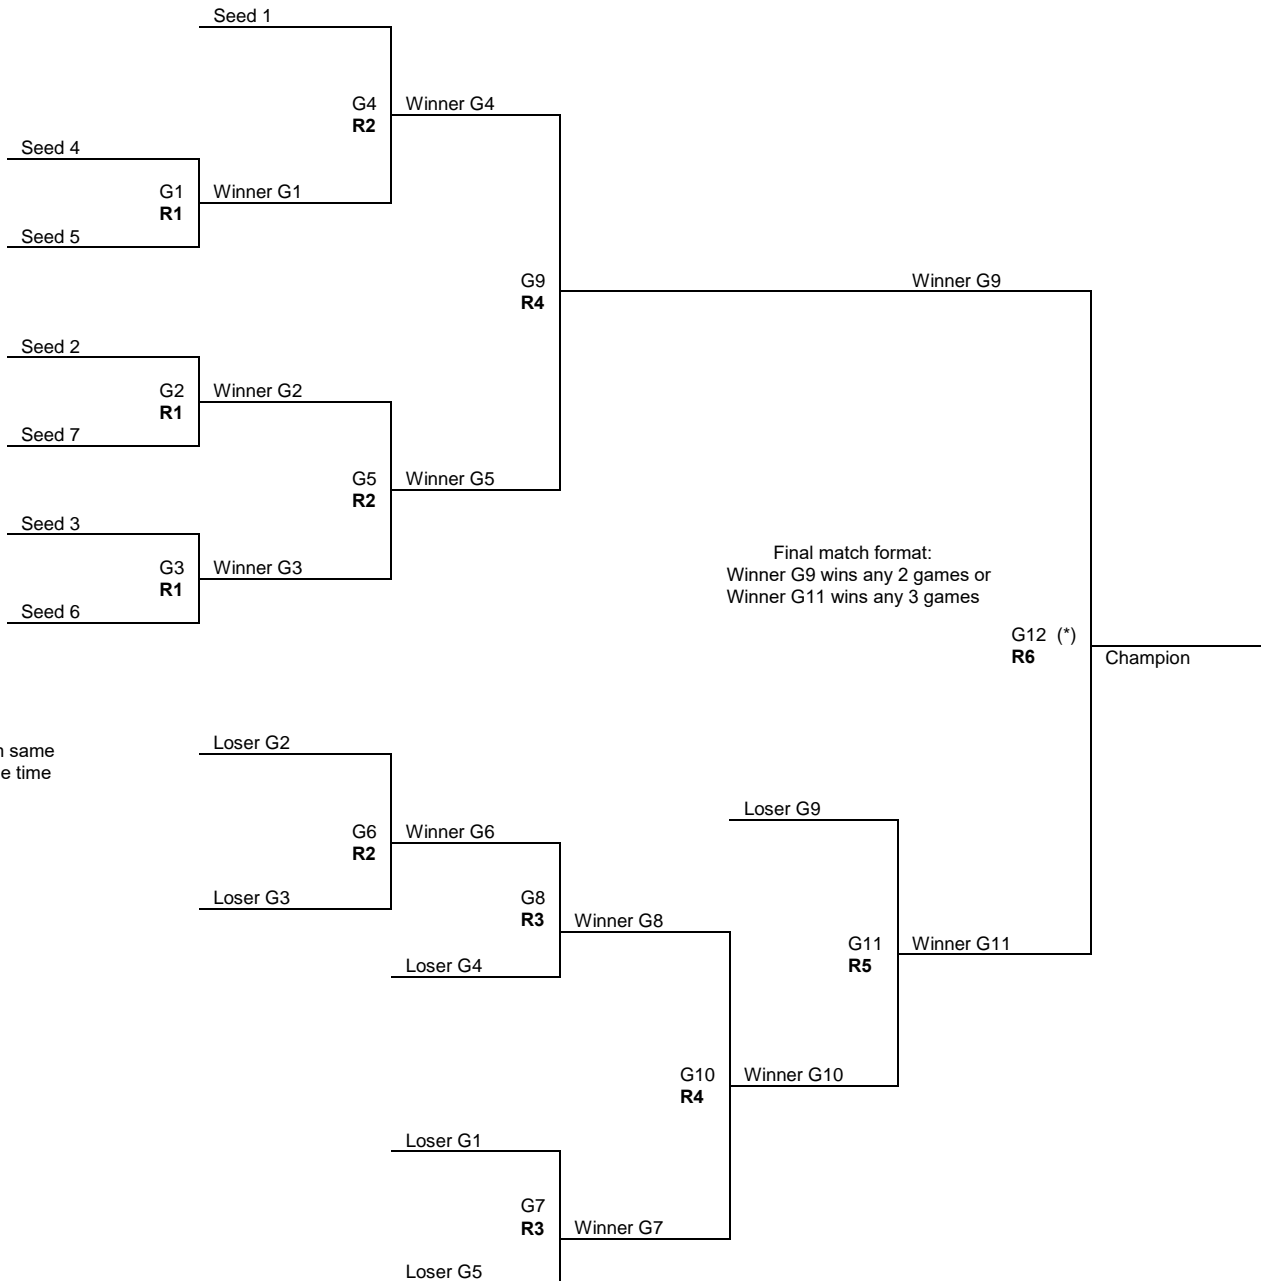 Seed 1
G4
R2
Winner G4
Seed 4
G1
R1
Winner G1
Seed 5
G9
R4
Winner G9
Seed 2
G2
R1
Winner G2
Seed 7
G5
R2
Winner G5
Seed 3
G3
R1
Winner G3
Seed 6
Final match format:
Winner G9 wins any 2 games or
Winner G11 wins any 3 games
G12 (*)
R6
Champion
same
time
Loser G2
G6
R2
Winner G6
Loser G3
Loser G9
G8
R3
Winner G8
Loser G4
G11
R5
Winner G11
G10
R4
Winner G10
Loser G1
G7
R3
Winner G7
Loser G5